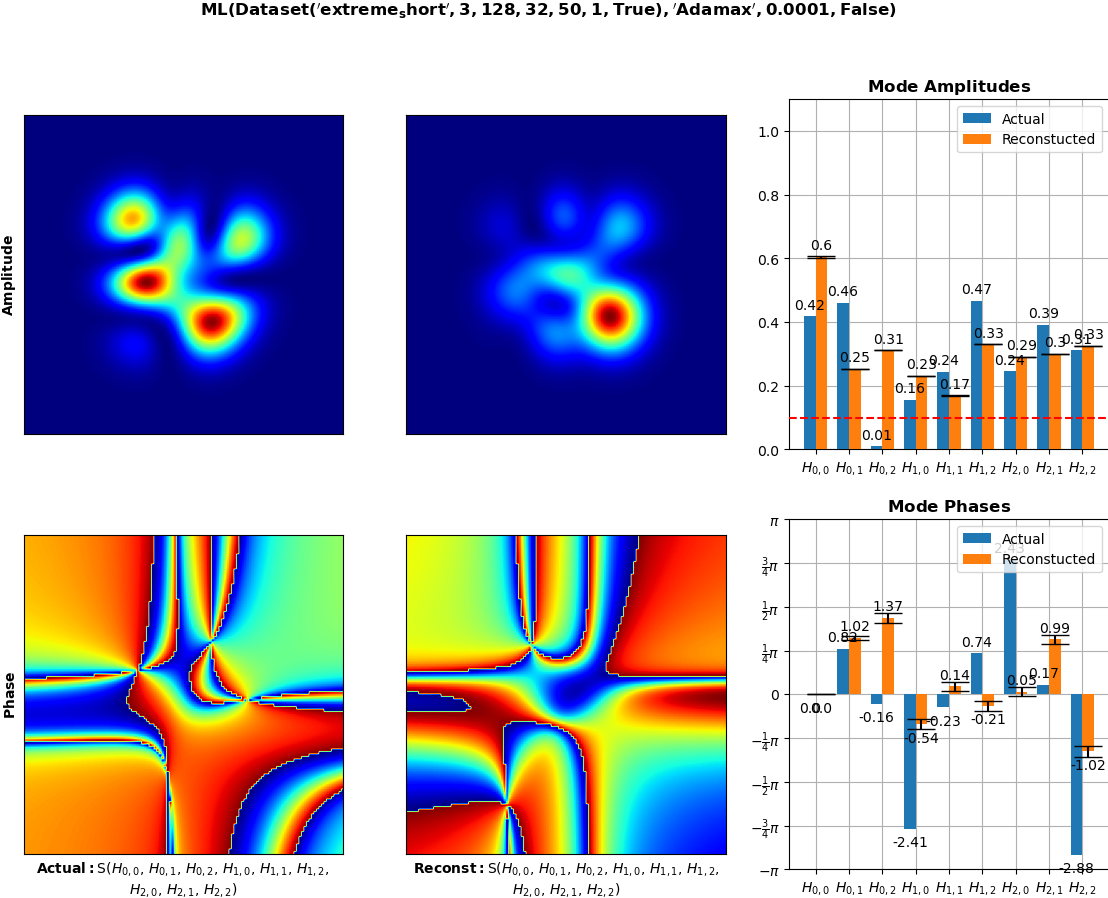 ML(Dataset('extreme_short', 3, 128, 32, 50, 1, True), 'Adamax', 0.0001, False)
Amplitude
Mode Amplitudes
Actual
Reconstucted
1.0
0.8
0.6
0.4
0.2
0.0
0.42 0.6 0.46 0.25 0.01 0.31 0.16 0.23 0.24 0.17 0.47 0.33 0.24 0.29 0.39 0.3 0.31 0.33
H0,0 H0,1 H0,2 H1,0 H1,1 H1,2 H2,0 H2,1 H2,2
Phase
Actual: S(H0,0, H0,1, H0,2, H1,0, H1,1, H1,2,
H2,0, H2,1, H2,2)
Reconst: S(H0,0, H0,1, H0,2, H1,0, H1,1, H1,2,
H2,0, H2,1, H2,2)
Mode Phases
Actual
Reconstucted
π
3/4π
1/2π
1/4π
0
−1/4π
−1/2π
−3/4π
−π
0.0 0.0 0.82 1.02 -0.16 1.37 -2.41 -0.54 -0.23 0.14 0.74 -0.21 2.43 0.05 0.17 0.99 -2.88 -1.02
H0,0 H0,1 H0,2 H1,0 H1,1 H1,2 H2,0 H2,1 H2,2